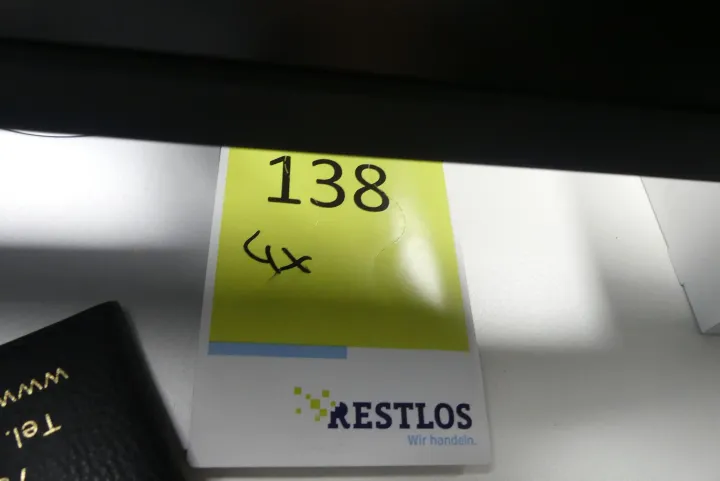 138
4x
RESTLOS
Wir handeln.
www
Tel.